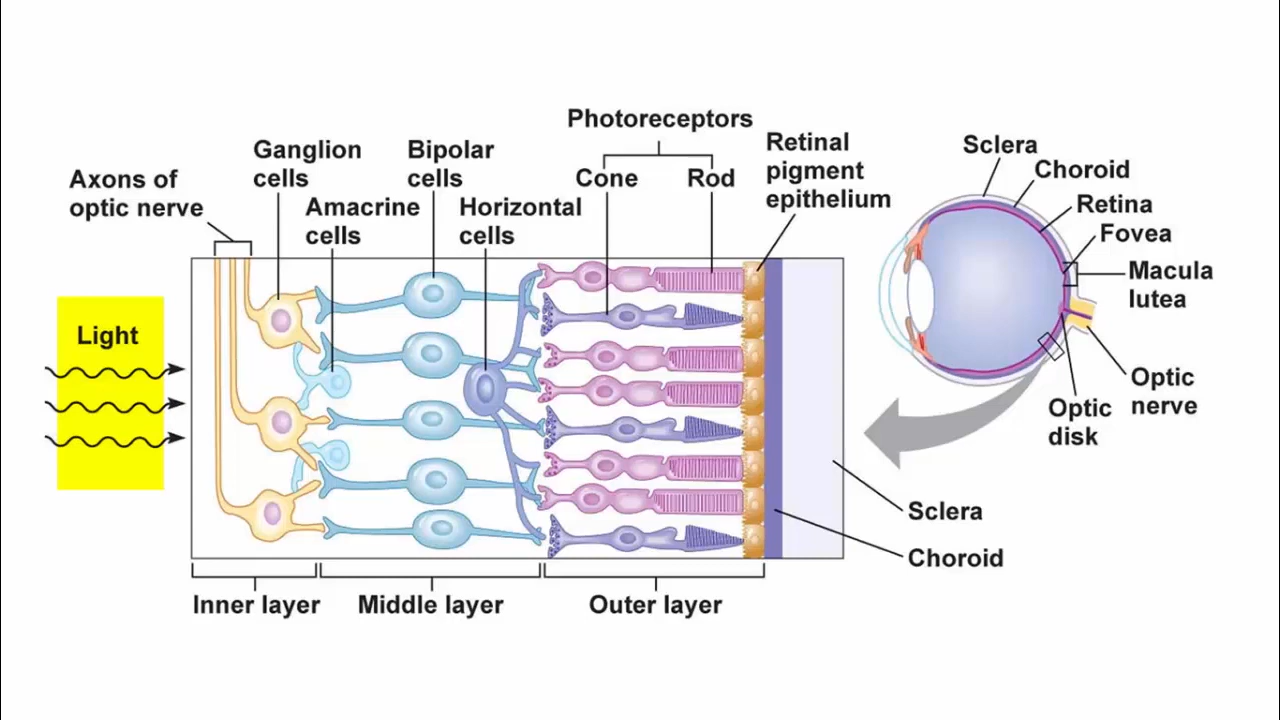 Photoreceptors
Ganglion
cells
Bipolar
cells
Retinal
pigment
epithelium
Sclera
Choroid
Axons of
optic nerve
Cone
Rod
Amacrine
cells
Horizontal
cells
Retina
Fovea
Macula
lutea
Light
Optic
nerve
Optic
disk
Sclera
Choroid
Inner layer
Middle layer
Outer layer